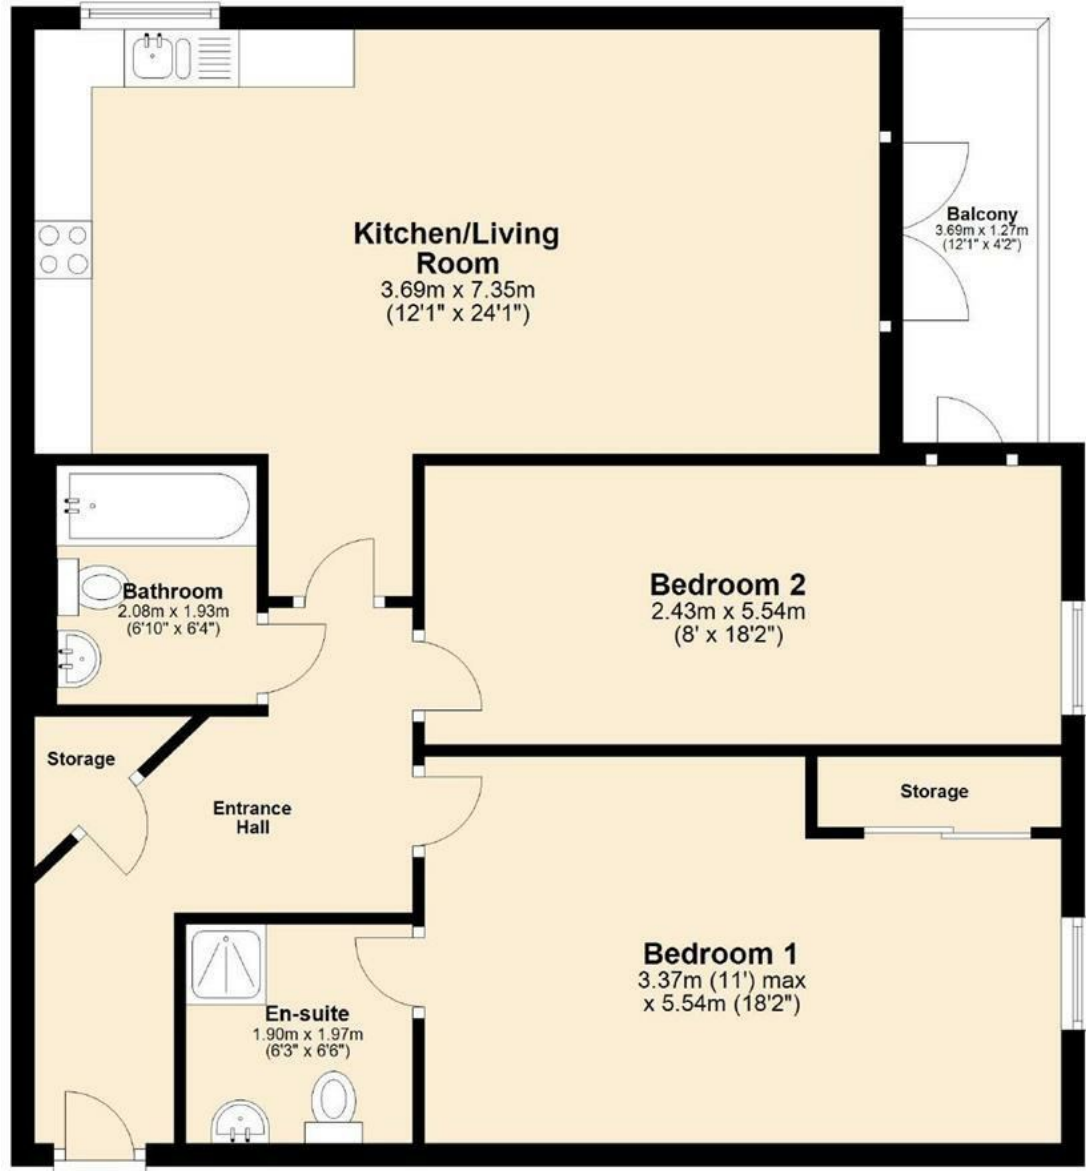 Kitchen/Living
Room
3.69m x 7.35m
(12'1" x 24'1")
Balcony
3.69m x 1.27m
(12'1" x 4'2")
Bathroom
2.08m x 1.93m
(6'10" x 6'4")
Bedroom 2
2.43m x 5.54m
(8' x 18'2")
Storage
Entrance
Hall
Storage
Bedroom 1
3.37m (11') max
x 5.54m (18'2")
En-suite
1.90m x 1.97m
(6'3" x 6'6")